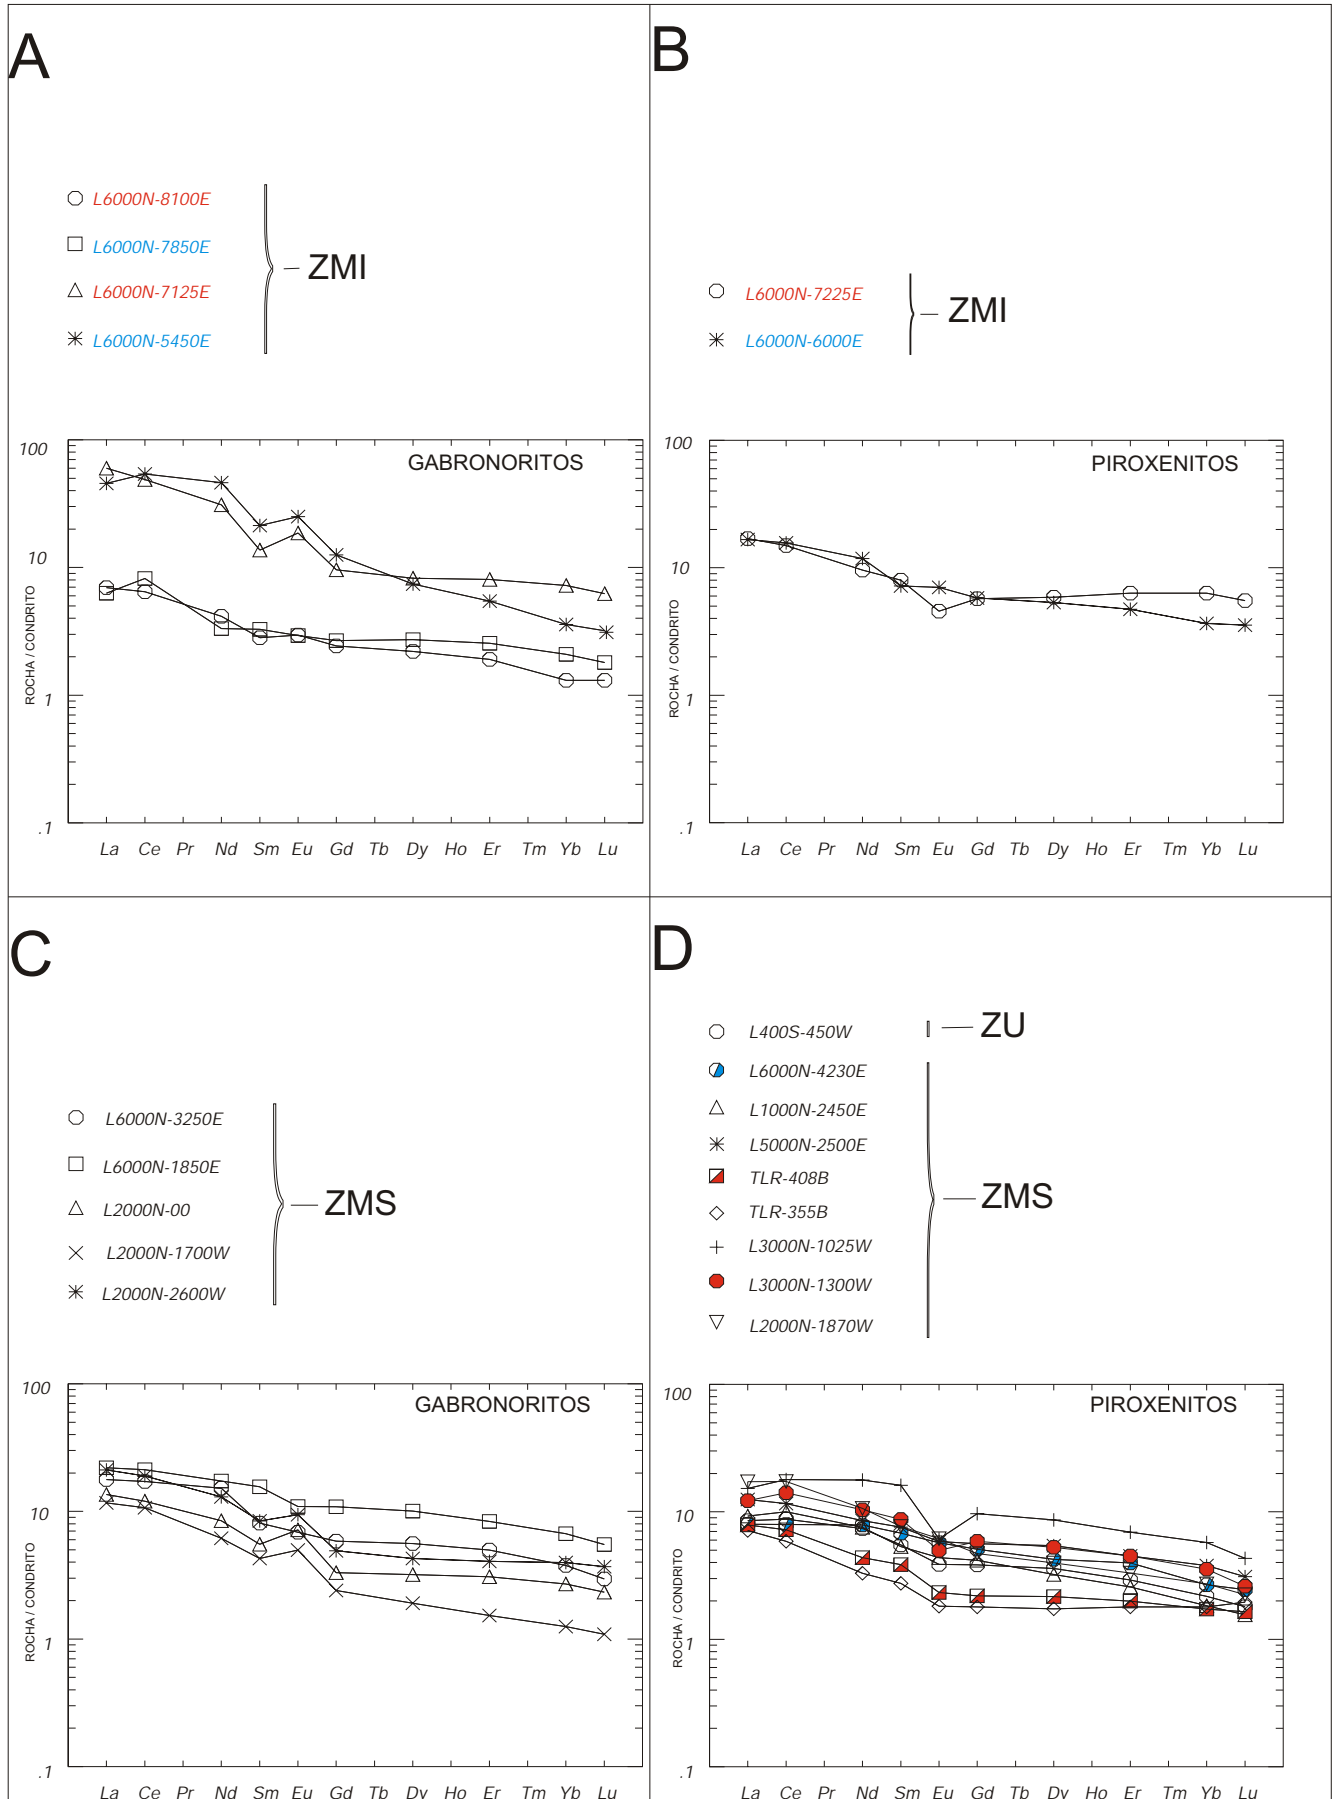 A
L6000N-8100E
L6000N-7850E
L6000N-7125E
L6000N-5450E
ZMI
GABRONORITOS
100
10
1
.1
ROCHA / CONDRITO
La Ce Pr Nd Sm Eu Gd Tb Dy Ho Er Tm Yb Lu
B
L6000N-7225E
L6000N-6000E
ZMI
PIROXENITOS
100
10
1
.1
ROCHA / CONDRITO
La Ce Pr Nd Sm Eu Gd Tb Dy Ho Er Tm Yb Lu
C
L6000N-3250E
L6000N-1850E
L2000N-00
L2000N-1700W
L2000N-2600W
ZMS
GABRONORITOS
100
10
1
.1
ROCHA / CONDRITO
La Ce Pr Nd Sm Eu Gd Tb Dy Ho Er Tm Yb Lu
D
L400S-450W
ZU
L6000N-4230E
L1000N-2450E
L5000N-2500E
TLR-408B
TLR-355B
L3000N-1025W
L3000N-1300W
L2000N-1870W
ZMS
PIROXENITOS
100
10
1
.1
ROCHA / CONDRITO
La Ce Pr Nd Sm Eu Gd Tb Dy Ho Er Tm Yb Lu